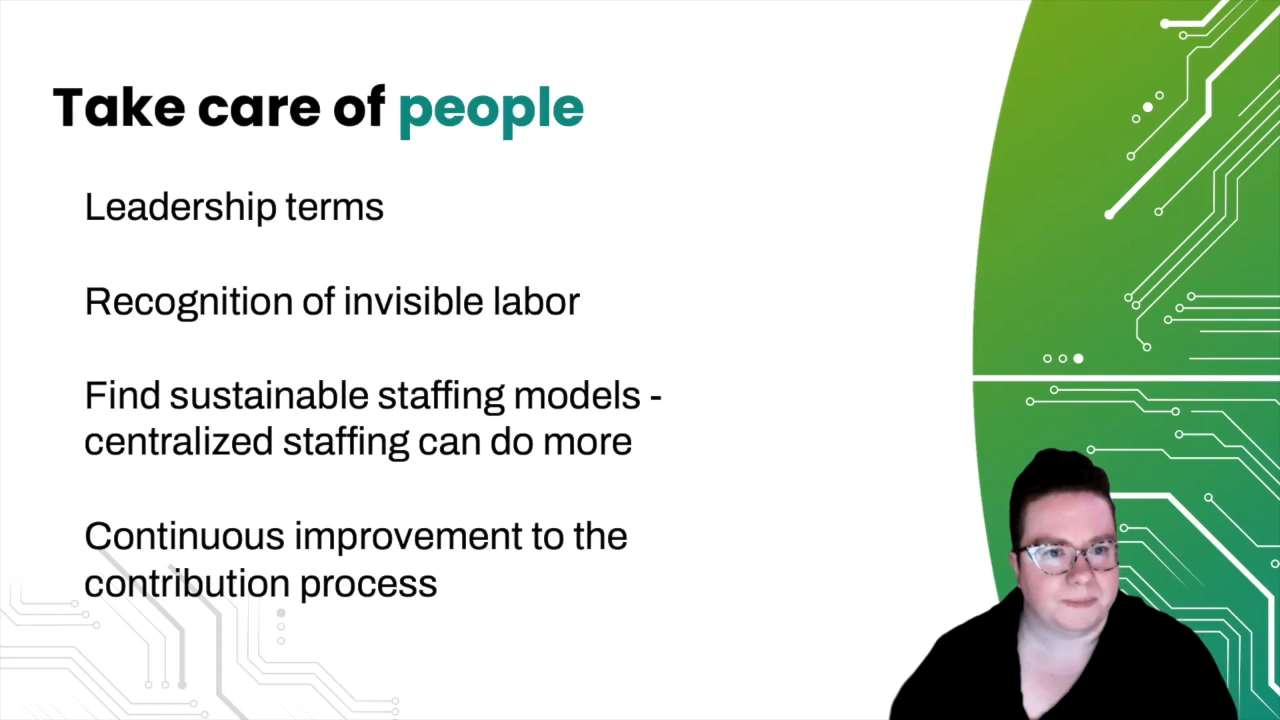 Take care of people
Leadership terms
Recognition of invisible labor
Find sustainable staffing models -
centralized staffing can do more
Continuous improvement to the
contribution process